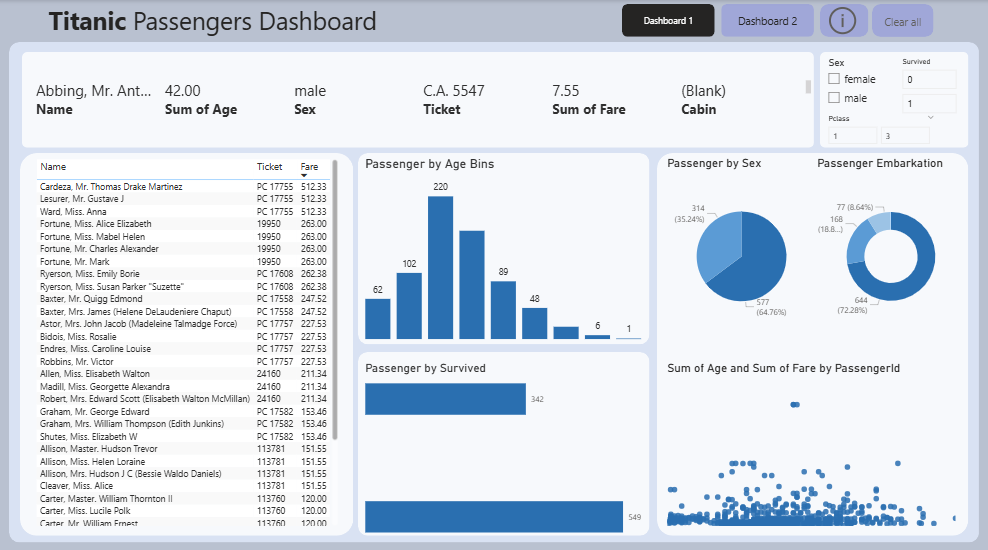 Titanic Passengers Dashboard
Dashboard 1
Dashboard 2
i
Clear all
Abbing, Mr. Ant...
Name
42.00
Sum of Age
male
Sex
C.A. 5547
Ticket
7.55
Sum of Fare
(Blank)
Cabin
Sex
female
male
Survived
0
1
Pclass
1
3
Name Ticket Fare
Cardeza, Mr. Thomas Drake Martinez PC 17755 512.33
Lesurer, Mr. Gustave J PC 17755 512.33
Ward, Miss. Anna PC 17755 512.33
Fortune, Miss. Alice Elizabeth 19950 263.00
Fortune, Miss. Mabel Helen 19950 263.00
Fortune, Mr. Charles Alexander 19950 263.00
Fortune, Mr. Mark 19950 263.00
Ryerson, Miss. Emily Borie PC 17608 262.38
Ryerson, Miss. Susan Parker "Suzette" PC 17608 262.38
Baxter, Mr. Quigg Edmond PC 17558 247.52
Baxter, Mrs. James (Helene DeLaudeniere Chaput) PC 17558 247.52
Astor, Mrs. John Jacob (Madeleine Talmadge Force) PC 17757 227.53
Bidois, Miss. Rosalie PC 17757 227.53
Endres, Miss. Caroline Louise PC 17757 227.53
Robbins, Mr. Victor PC 17757 227.53
Allen, Miss. Elisabeth Walton 24160 211.34
Madill, Miss. Georgette Alexandra 24160 211.34
Robert, Mrs. Edward Scott (Elisabeth Walton McMillan) 24160 211.34
Graham, Mr. George Edward PC 17582 153.46
Graham, Mrs. William Thompson (Edith Junkins) PC 17582 153.46
Shutes, Miss. Elizabeth W PC 17582 153.46
Allison, Master. Hudson Trevor 113781 151.55
Allison, Miss. Helen Loraine 113781 151.55
Allison, Mrs. Hudson J C (Bessie Waldo Daniels) 113781 151.55
Cleaver, Miss. Alice 113781 151.55
Carter, Master. William Thornton II 113760 120.00
Carter, Miss. Lucile Polk 113760 120.00
Carter, Mr. William Ernest 113760 120.00
Passenger by Age Bins
62
102
220
89
48
6
1
Passenger by Survived
342
549
Passenger by Sex
314
(35.24%)
577
(64.76%)
Passenger Embarkation
77 (8.64%)
168
(18.8...)
644
(72.28%)
Sum of Age and Sum of Fare by PassengerId